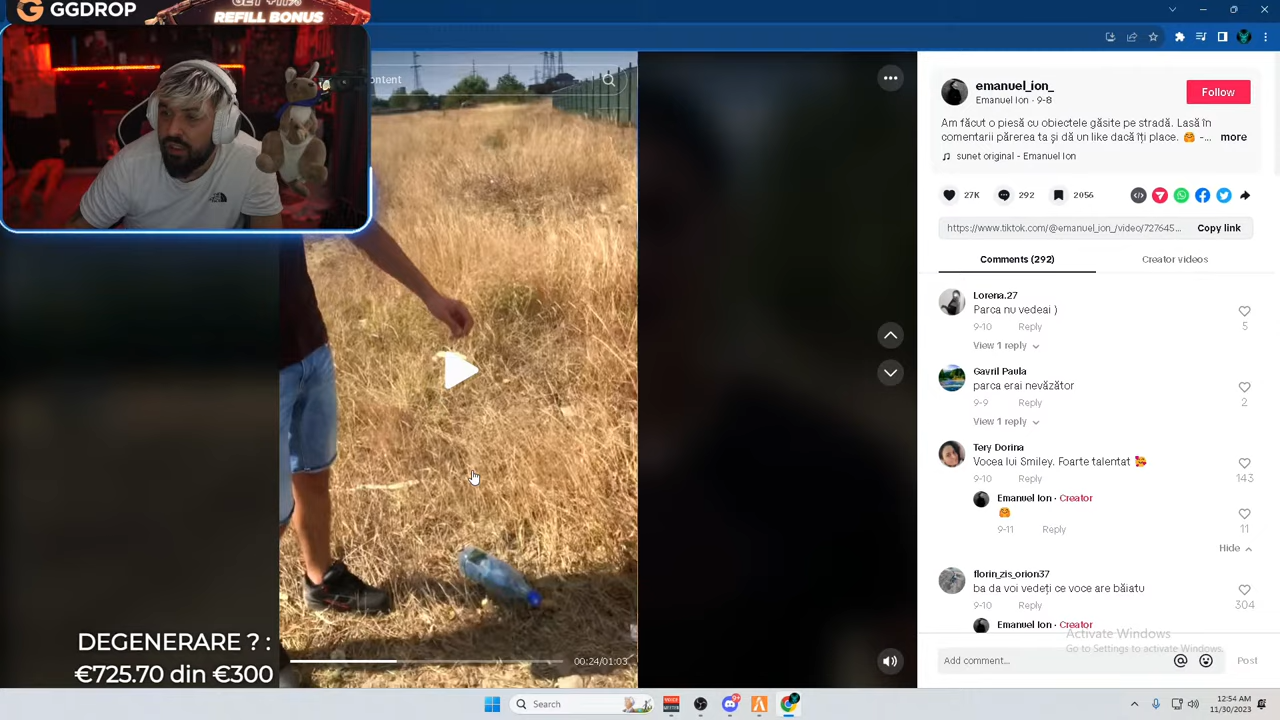 GGDROP
GET +11%
REFILL BONUS
ontent
emanuel_ion_
Emanuel Ion · 9-8
Follow
Am făcut o piesă cu obiectele găsite pe stradă. Lasă în
comentarii părerea ta și dă un like dacă îți place. 🤗 -... more
sunet original - Emanuel Ion
27K
292
2056
https://www.tiktok.com/@emanuel_ion_/video/727645...
Copy link
Comments (292)
Creator videos
Lorena.27
Parca nu vedeai )
9-10 Reply
5
View 1 reply
Gavril Paula
parca erai nevăzător
9-9 Reply
2
View 1 reply
Tery Dorina
Vocea lui Smiley. Foarte talentat 🥰
9-10 Reply
143
Emanuel Ion · Creator
🤗
9-11 Reply
11
Hide
florin_zis_orion37
ba da voi vedeți ce voce are băiatu
9-10 Reply
304
Emanuel Ion · Creator
Activate Windows
Go to Settings to activate Windows.
Add comment...
Post
00:24/01:03
DEGENERARE ? :
€725.70 din €300
Search
9+
12:54 AM
11/30/2023